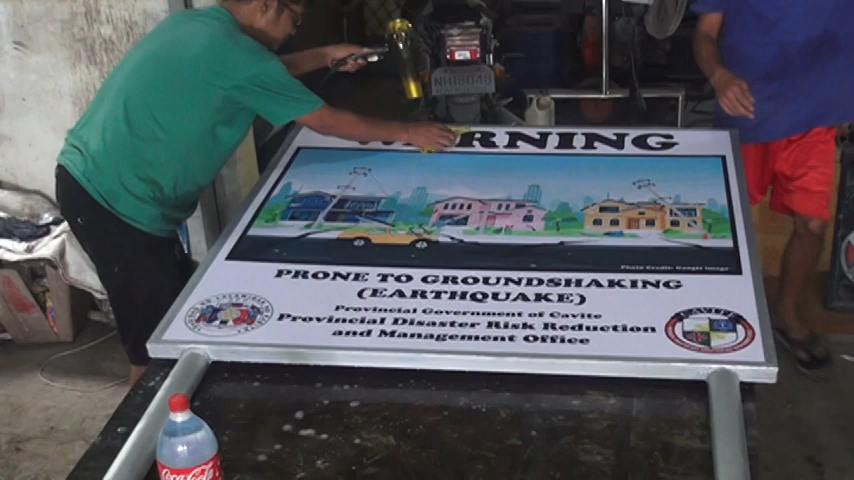 NH18048
WARNING
Photo Credit: Google Image
PRONE TO GROUNDSHAKING
(EARTHQUAKE)
Provincial Government of Cavite
Provincial Disaster Risk Reduction
and Management Office
CAVITE
Coca-Cola